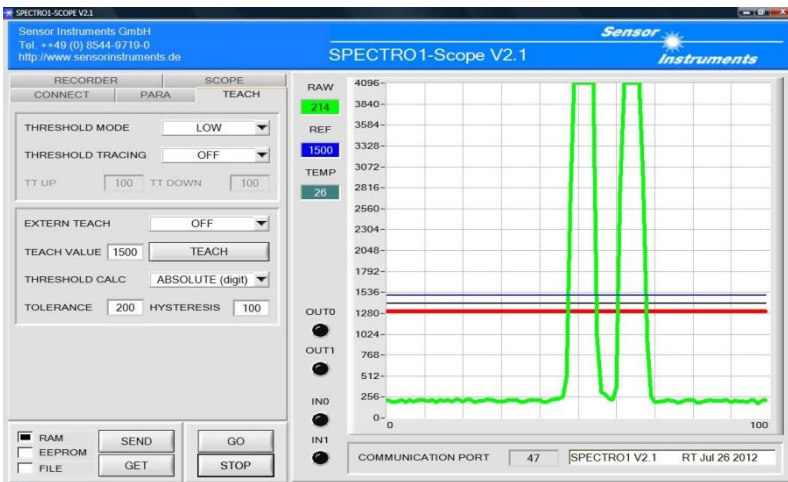 SPECTRO1-SCOPE V2.1
Sensor Instruments GmbH
Tel. ++49 (0) 8544-9719-0
http://www.sensorinstruments.de
SPECTRO1-Scope V2.1
Sensor
Instruments
RECORDER SCOPE
CONNECT PARA TEACH
THRESHOLD MODE LOW
THRESHOLD TRACING OFF
TT UP 100 TT DOWN 100
EXTERN TEACH OFF
TEACH VALUE 1500 TEACH
THRESHOLD CALC ABSOLUTE (digit)
TOLERANCE 200 HYSTERESIS 100
RAM
EEPROM
FILE
SEND GO
GET STOP
RAW
214
REF
1500
TEMP
26
OUT0
OUT1
IN0
IN1
4096-
3840-
3584-
3328-
3072-
2816-
2560-
2304-
2048-
1792-
1536-
1280-
1024-
768-
512-
256-
0-
0 100
COMMUNICATION PORT 47 SPECTRO1 V2.1 RT Jul 26 2012